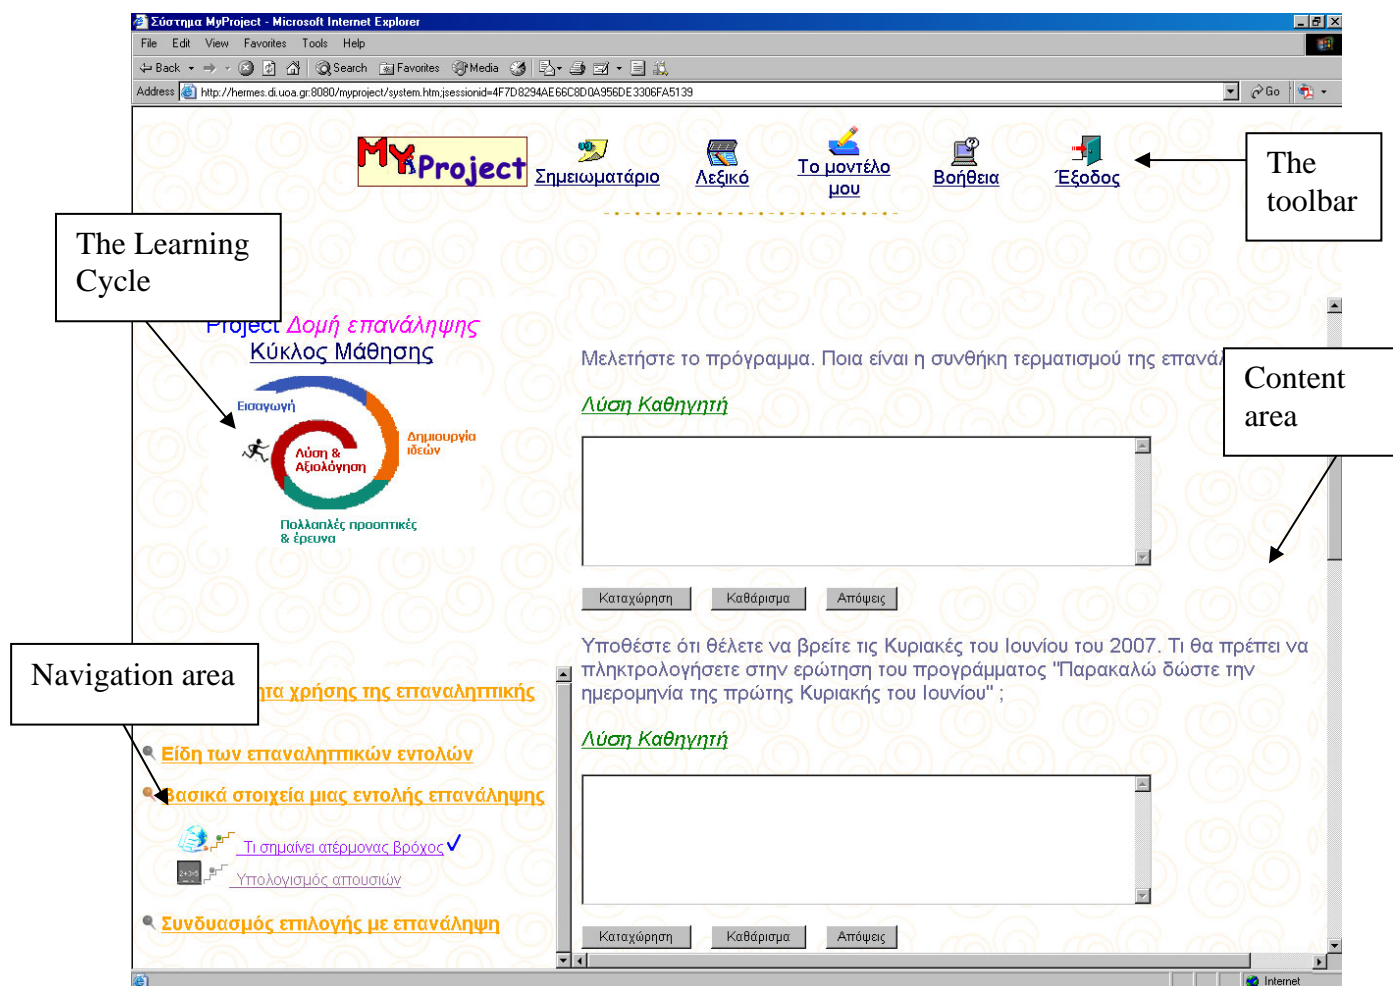 Σύστημα MyProject - Microsoft Internet Explorer
File Edit View Favorites Tools Help
Back Search Favorites Media
Address http://hermes.di.uoa.gr:8080/myproject/system.htm;jsessionid=4F7D8294AE66C8D0A956DE3306FA5139 Go
MY Project
Σημειωματάριο
Λεξικό
Το μοντέλο
μου
Βοήθεια
Έξοδος
The
toolbar
The Learning
Cycle
Project Δομή επανάληψης
Κύκλος Μάθησης
Εισαγωγή
Δημιουργία
ιδεών
Λύση &
Αξιολόγηση
Πολλαπλές προοπτικές
& έρευνα
Μελετήστε το πρόγραμμα. Ποια είναι η συνθήκη τερματισμού της επανάλ
Content
area
Λύση Καθηγητή
Καταχώρηση Καθάρισμα Απόψεις
Υποθέστε ότι θέλετε να βρείτε τις Κυριακές του Ιουνίου του 2007. Τι θα πρέπει να
πληκτρολογήσετε στην ερώτηση του προγράμματος "Παρακαλώ δώστε την
ημερομηνία της πρώτης Κυριακής του Ιουνίου" ;
Λύση Καθηγητή
Καταχώρηση Καθάρισμα Απόψεις
Navigation area
ητα χρήσης της επαναληπτικής
Είδη των επαναληπτικών εντολών
Βασικά στοιχεία μιας εντολής επανάληψης
Τι σημαίνει ατέρμονας βρόχος
2+3=5
Υπολογισμός απουσιών
Συνδυασμός επιλογής με επανάληψη
Internet